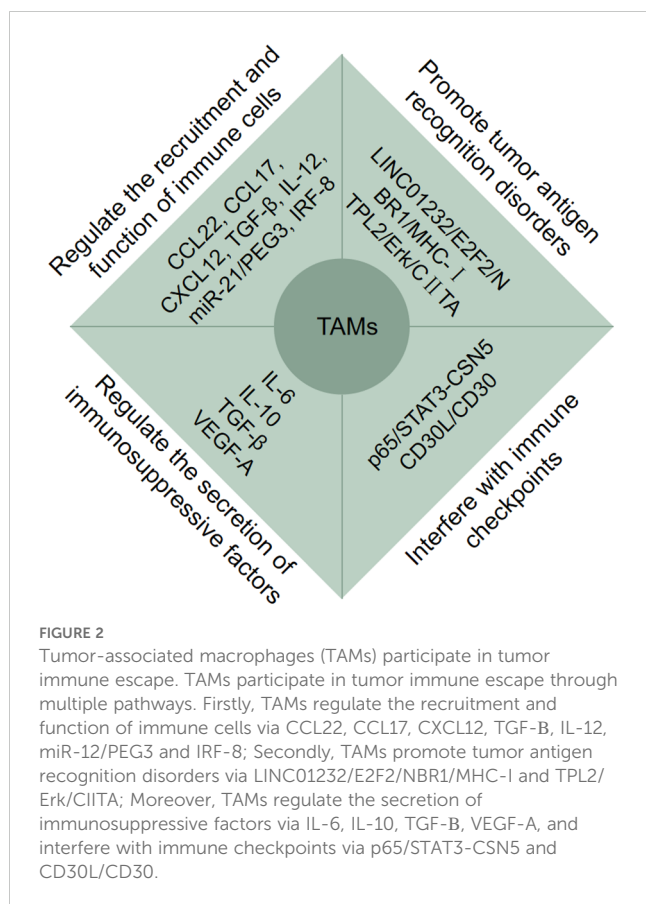 Regulate the recruitment and
function of immune cells
CCL22, CCL17,
CXCL12, TGF-β, IL-12,
miR-21/PEG3, IRF-8
Promote tumor antigen
recognition disorders
LINC01232/E2F2/N
BR1/MHC-Ⅰ
TPL2/Erk/CⅡTA
TAMs
Regulate the secretion of
immunosuppressive factors
IL-6
IL-10
TGF-β
VEGF-A
p65/STAT3-CSN5
CD30L/CD30
Interfere with immune
checkpoints
FIGURE 2
Tumor-associated macrophages (TAMs) participate in tumor
immune escape. TAMs participate in tumor immune escape through
multiple pathways. Firstly, TAMs regulate the recruitment and
function of immune cells via CCL22, CCL17, CXCL12, TGF-B, IL-12,
miR-12/PEG3 and IRF-8; Secondly, TAMs promote tumor antigen
recognition disorders via LINC01232/E2F2/NBR1/MHC-I and TPL2/
Erk/CIITA; Moreover, TAMs regulate the secretion of
immunosuppressive factors via IL-6, IL-10, TGF-B, VEGF-A, and
interfere with immune checkpoints via p65/STAT3-CSN5 and
CD30L/CD30.